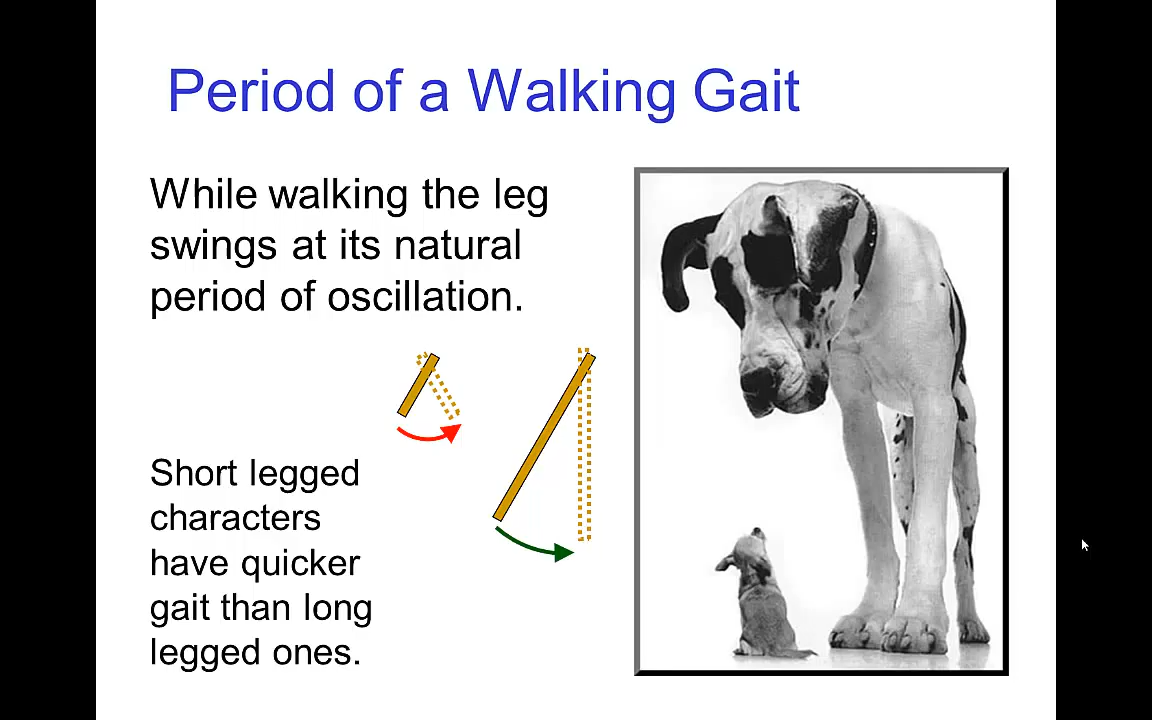 Period of a Walking Gait
While walking the leg
swings at its natural
period of oscillation.
Short legged
characters
have quicker
gait than long
legged ones.